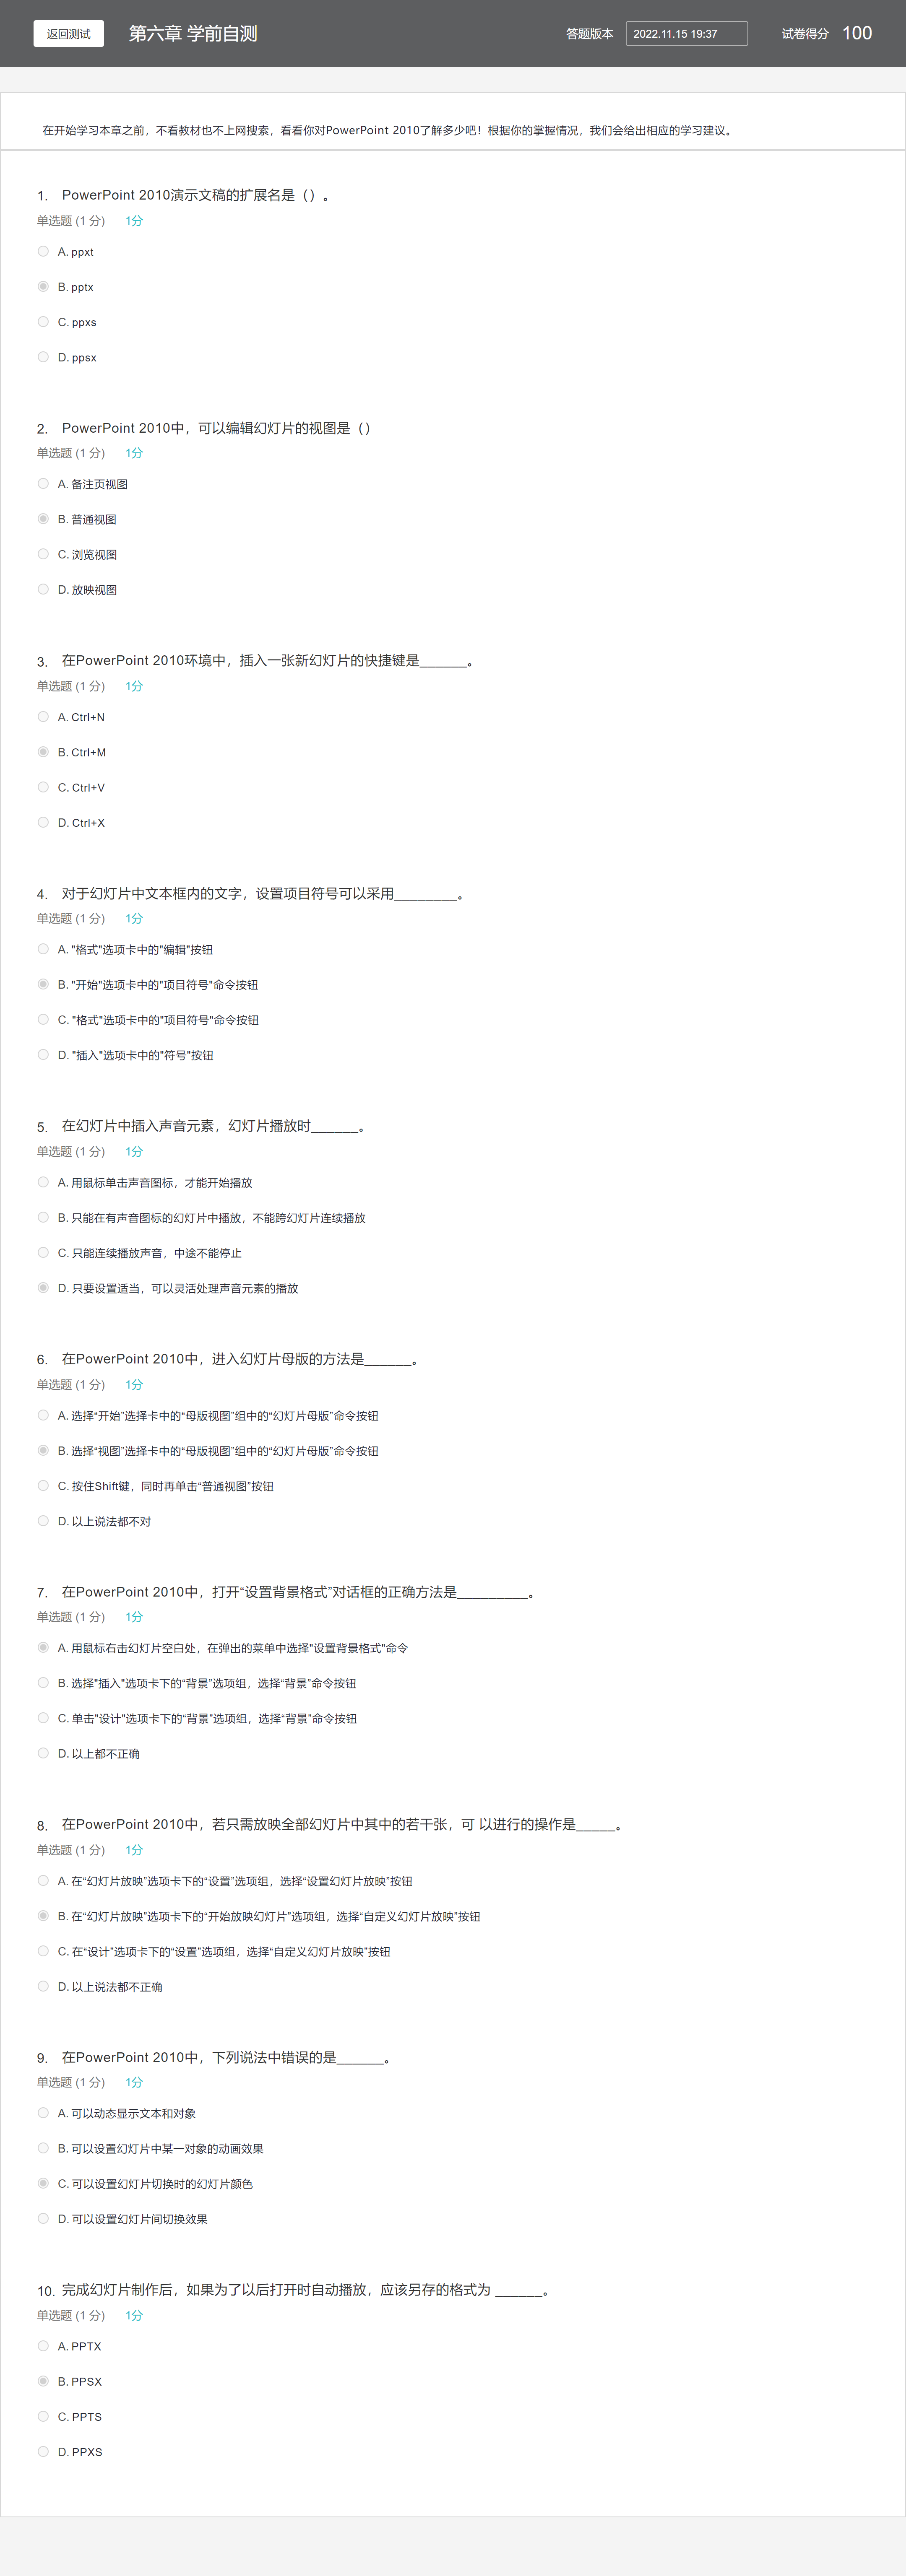 返回测试 第六章 学前自测 答题版本 2022.11.15 19:37 试卷得分 100
在开始学习本章之前，不看教材也不上网搜索，看看你对PowerPoint 2010了解多少吧！根据你的掌握情况，我们会给出相应的学习建议。
1. PowerPoint 2010演示文稿的扩展名是（）。
单选题 (1 分) 1分
A. ppxt
B. pptx
C. ppxs
D. ppsx
2. PowerPoint 2010中，可以编辑幻灯片的视图是（）
单选题 (1 分) 1分
A. 备注页视图
B. 普通视图
C. 浏览视图
D. 放映视图
3. 在PowerPoint 2010环境中，插入一张新幻灯片的快捷键是______。
单选题 (1 分) 1分
A. Ctrl+N
B. Ctrl+M
C. Ctrl+V
D. Ctrl+X
4. 对于幻灯片中文本框内的文字，设置项目符号可以采用________。
单选题 (1 分) 1分
A. "格式"选项卡中的"编辑"按钮
B. "开始"选项卡中的"项目符号"命令按钮
C. "格式"选项卡中的"项目符号"命令按钮
D. "插入"选项卡中的"符号"按钮
5. 在幻灯片中插入声音元素，幻灯片播放时______。
单选题 (1 分) 1分
A. 用鼠标单击声音图标，才能开始播放
B. 只能在有声音图标的幻灯片中播放，不能跨幻灯片连续播放
C. 只能连续播放声音，中途不能停止
D. 只要设置适当，可以灵活处理声音元素的播放
6. 在PowerPoint 2010中，进入幻灯片母版的方法是______。
单选题 (1 分) 1分
A. 选择“开始”选择卡中的“母版视图”组中的“幻灯片母版”命令按钮
B. 选择“视图”选择卡中的“母版视图”组中的“幻灯片母版”命令按钮
C. 按住Shift键，同时再单击“普通视图”按钮
D. 以上说法都不对
7. 在PowerPoint 2010中，打开“设置背景格式”对话框的正确方法是_________。
单选题 (1 分) 1分
A. 用鼠标右击幻灯片空白处，在弹出的菜单中选择"设置背景格式"命令
B. 选择"插入"选项卡下的“背景”选项组，选择“背景”命令按钮
C. 单击"设计"选项卡下的“背景”选项组，选择“背景”命令按钮
D. 以上都不正确
8. 在PowerPoint 2010中，若只需放映全部幻灯片中其中的若干张，可 以进行的操作是_____。
单选题 (1 分) 1分
A. 在“幻灯片放映”选项卡下的“设置”选项组，选择“设置幻灯片放映”按钮
B. 在“幻灯片放映”选项卡下的“开始放映幻灯片”选项组，选择“自定义幻灯片放映”按钮
C. 在“设计”选项卡下的“设置”选项组，选择“自定义幻灯片放映”按钮
D. 以上说法都不正确
9. 在PowerPoint 2010中，下列说法中错误的是______。
单选题 (1 分) 1分
A. 可以动态显示文本和对象
B. 可以设置幻灯片中某一对象的动画效果
C. 可以设置幻灯片切换时的幻灯片颜色
D. 可以设置幻灯片间切换效果
10. 完成幻灯片制作后，如果为了以后打开时自动播放，应该另存的格式为 ______。
单选题 (1 分) 1分
A. PPTX
B. PPSX
C. PPTS
D. PPXS